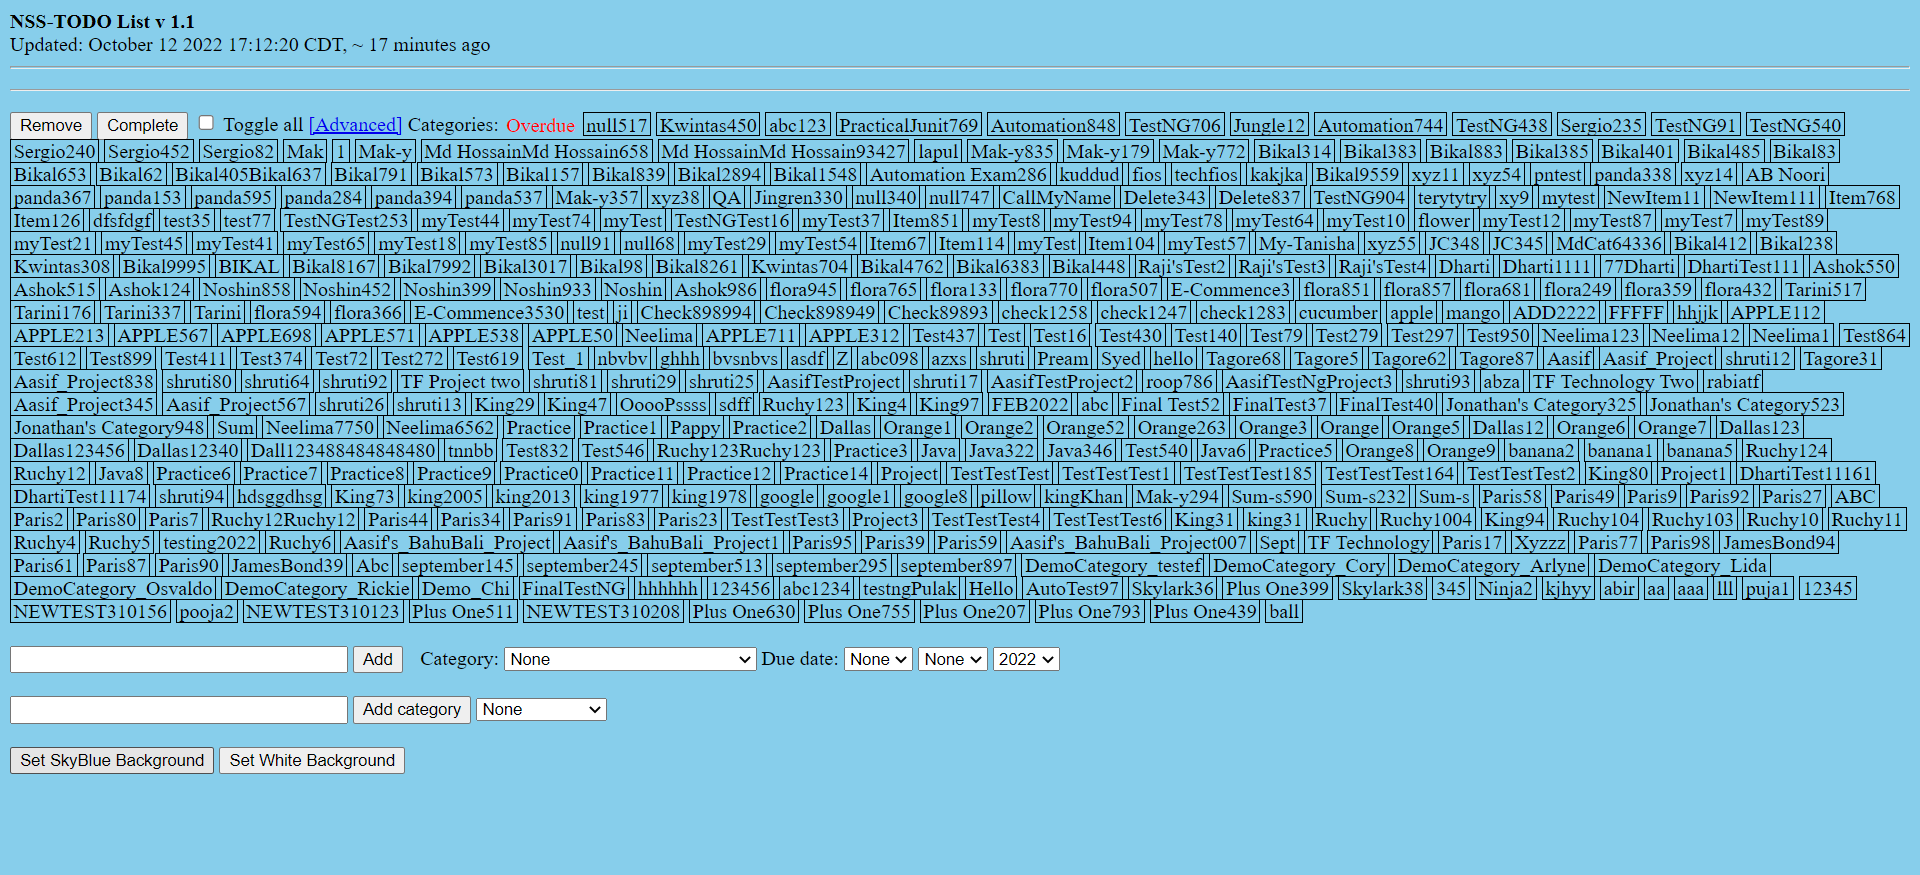 NSS-TODO List v 1.1
Updated: October 12 2022 17:12:20 CDT, ~ 17 minutes ago
Remove Complete Toggle all [Advanced] Categories: Overdue null517 Kwintas450 abc123 PracticalJunit769 Automation848 TestNG706 Jungle12 Automation744 TestNG438 Sergio235 TestNG91 TestNG540
Sergio240 Sergio452 Sergio82 Mak 1 Mak-y Md HossainMd Hossain658 Md HossainMd Hossain93427 lapul Mak-y835 Mak-y179 Mak-y772 Bikal314 Bikal383 Bikal883 Bikal385 Bikal401 Bikal485 Bikal83
Bikal653 Bikal62 Bikal405Bikal637 Bikal791 Bikal573 Bikal157 Bikal839 Bikal2894 Bikal1548 Automation Exam286 kuddud fios techfios kakjka Bikal9559 xyz11 xyz54 pntest panda338 xyz14 AB Noori
panda367 panda153 panda595 panda284 panda394 panda537 Mak-y357 xyz38 QA Jingren330 null340 null747 CallMyName Delete343 Delete837 TestNG904 terytytry xy9 mytest NewItem11 NewItem111 Item768
Item126 dfsfdgf test35 test77 TestNGTest253 myTest44 myTest74 myTest TestNGTest16 myTest37 Item851 myTest8 myTest94 myTest78 myTest64 myTest10 flower myTest12 myTest87 myTest7 myTest89
myTest21 myTest45 myTest41 myTest65 myTest18 myTest85 null91 null68 myTest29 myTest54 Item67 Item114 myTest Item104 myTest57 My-Tanisha xyz55 JC348 JC345 MdCat64336 Bikal412 Bikal238
Kwintas308 Bikal9995 BIKAL Bikal8167 Bikal7992 Bikal3017 Bikal98 Bikal8261 Kwintas704 Bikal4762 Bikal6383 Bikal448 Raji'sTest2 Raji'sTest3 Raji'sTest4 Dharti Dharti1111 77Dharti DhartiTest111 Ashok550
Ashok515 Ashok124 Noshin858 Noshin452 Noshin399 Noshin933 Noshin Ashok986 flora945 flora765 flora133 flora770 flora507 E-Commence3 flora851 flora857 flora681 flora249 flora359 flora432 Tarini517
Tarini176 Tarini337 Tarini flora594 flora366 E-Commence3530 test ji Check898994 Check898949 Check89893 check1258 check1247 check1283 cucumber apple mango ADD2222 FFFFF hhjjk APPLE112
APPLE213 APPLE567 APPLE698 APPLE571 APPLE538 APPLE50 Neelima APPLE711 APPLE312 Test437 Test Test16 Test430 Test140 Test79 Test279 Test297 Test950 Neelima123 Neelima12 Neelima1 Test864
Test612 Test899 Test411 Test374 Test72 Test272 Test619 Test_1 nbvbv ghhh bvsnbvs asdf Z abc098 azxs shruti Pream Syed hello Tagore68 Tagore5 Tagore62 Tagore87 Aasif Aasif_Project shruti12 Tagore31
Aasif_Project838 shruti80 shruti64 shruti92 TF Project two shruti81 shruti29 shruti25 AasifTestProject shruti17 AasifTestProject2 roop786 AasifTestNgProject3 shruti93 abza TF Technology Two rabiatf
Aasif_Project345 Aasif_Project567 shruti26 shruti13 King29 King47 OoooPssss sdff Ruchy123 King4 King97 FEB2022 abc Final Test52 FinalTest37 FinalTest40 Jonathan's Category325 Jonathan's Category523
Jonathan's Category948 Sum Neelima7750 Neelima6562 Practice Practice1 Pappy Practice2 Dallas Orange1 Orange2 Orange52 Orange263 Orange3 Orange Orange5 Dallas12 Orange6 Orange7 Dallas123
Dallas123456 Dallas12340 Dall123488484848480 tnnbb Test832 Test546 Ruchy123Ruchy123 Practice3 Java Java322 Java346 Test540 Java6 Practice5 Orange8 Orange9 banana2 banana1 banana5 Ruchy124
Ruchy12 Java8 Practice6 Practice7 Practice8 Practice9 Practice0 Practice11 Practice12 Practice14 Project TestTestTest TestTestTest1 TestTestTest185 TestTestTest164 TestTestTest2 King80 Project1 DhartiTest11161
DhartiTest11174 shruti94 hdsggdhsg King73 king2005 king2013 king1977 king1978 google google1 google8 pillow kingKhan Mak-y294 Sum-s590 Sum-s232 Sum-s Paris58 Paris49 Paris9 Paris92 Paris27 ABC
Paris2 Paris80 Paris7 Ruchy12Ruchy12 Paris44 Paris34 Paris91 Paris83 Paris23 TestTestTest3 Project3 TestTestTest4 TestTestTest6 King31 king31 Ruchy Ruchy1004 King94 Ruchy104 Ruchy103 Ruchy10 Ruchy11
Ruchy4 Ruchy5 testing2022 Ruchy6 Aasif's_BahuBali_Project Aasif's_BahuBali_Project1 Paris95 Paris39 Paris59 Aasif's_BahuBali_Project007 Sept TF Technology Paris17 Xyzzz Paris77 Paris98 JamesBond94
Paris61 Paris87 Paris90 JamesBond39 Abc september145 september245 september513 september295 september897 DemoCategory_testef DemoCategory_Cory DemoCategory_Arlyne DemoCategory_Lida
DemoCategory_Osvaldo DemoCategory_Rickie Demo_Chi FinalTestNG hhhhhh 123456 abc1234 testngPulak Hello AutoTest97 Skylark36 Plus One399 Skylark38 345 Ninja2 kjhyy abir aa aaa lll puja1 12345
NEWTEST310156 pooja2 NEWTEST310123 Plus One511 NEWTEST310208 Plus One630 Plus One755 Plus One207 Plus One793 Plus One439 ball
Add Category: None Due date: None None 2022
Add category None
Set SkyBlue Background Set White Background